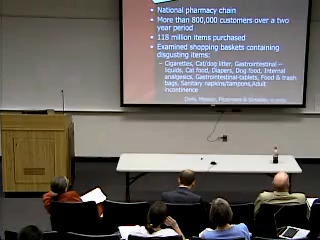 National pharmacy chain
More than 800,000 customers over a two
year period
118 million items purchased
Examined shopping baskets containing
disgusting items:
– Cigarettes, Cat/dog litter, Gastrointestinal –
liquids, Cat food, Diapers, Dog food, Internal
analgesics, Gastrointestinal-tablets, Food & trash
bags, Sanitary napkins/tampons, Adult
incontinence